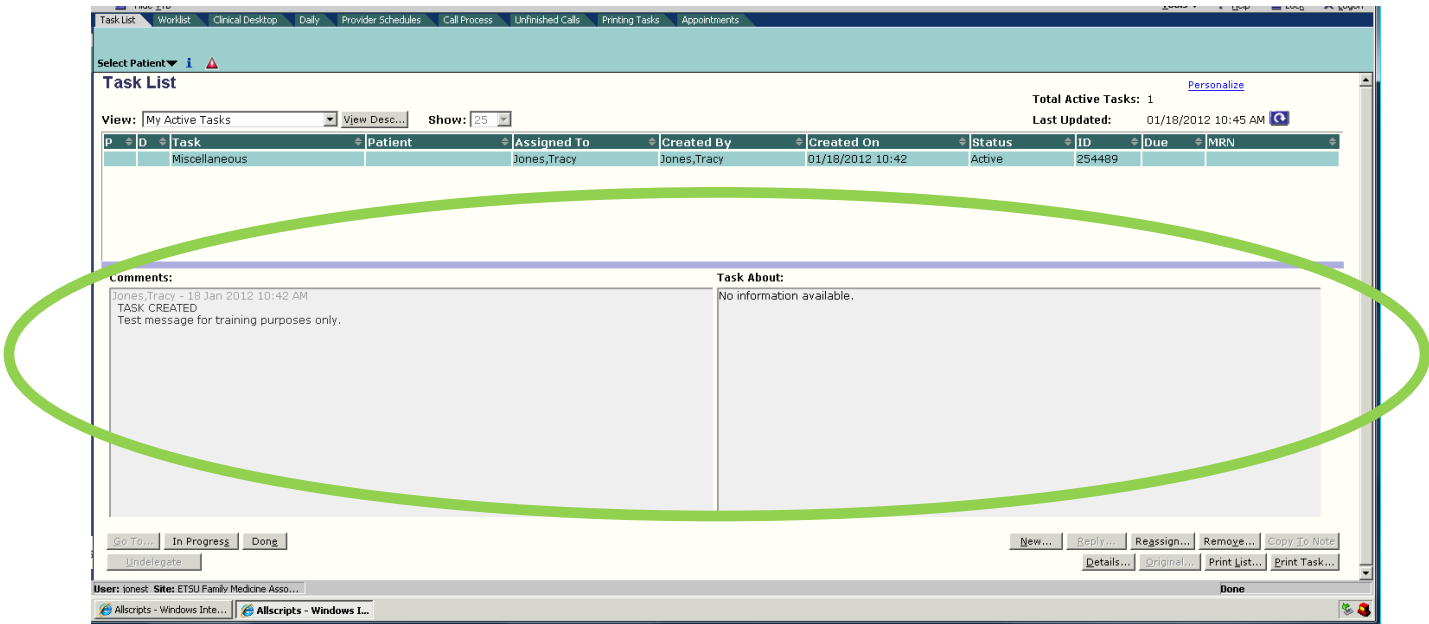 Hide VTB Tools Help Lock Logoff
Task List Worklist Clinical Desktop Daily Provider Schedules Call Process Unfinished Calls Printing Tasks Appointments
Select Patient
Task List
Personalize
Total Active Tasks: 1
View: My Active Tasks View Desc... Show: 25 Last Updated: 01/18/2012 10:45 AM
P D Task Patient Assigned To Created By Created On Status ID Due MRN
Miscellaneous Jones,Tracy Jones,Tracy 01/18/2012 10:42 Active 254489
Comments: Task About:
Jones,Tracy - 18 Jan 2012 10:42 AM No information available.
TASK CREATED
Test message for training purposes only.
Go To... In Progress Done New... Reply... Reassign... Remove... Copy To Note
Undelegate Details... Original... Print List... Print Task...
User: jonest Site: ETSU Family Medicine Asso... Done
Allscripts - Windows Inte... Allscripts - Windows I...